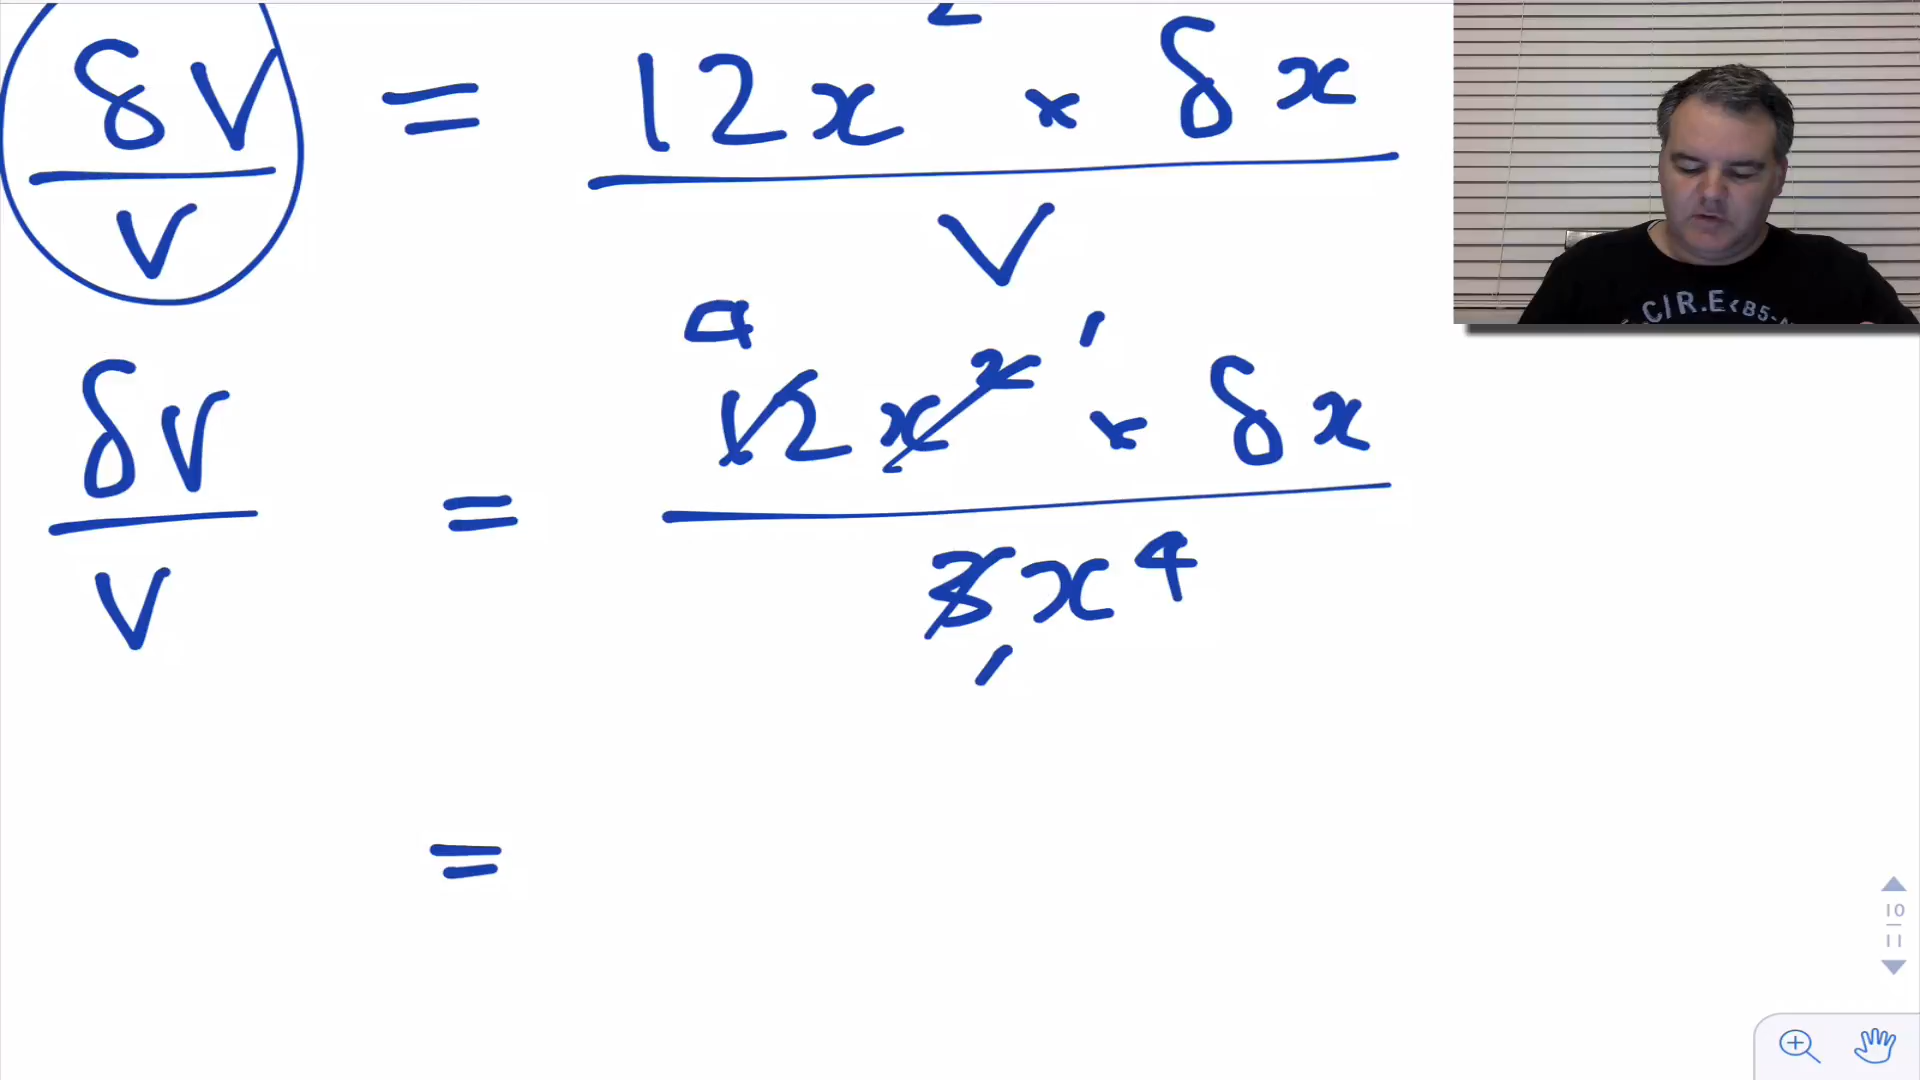 δV/V = 12x² × δx / V
4 1
δV/V = 12x² × δx / 3x⁴
1
=
10
11